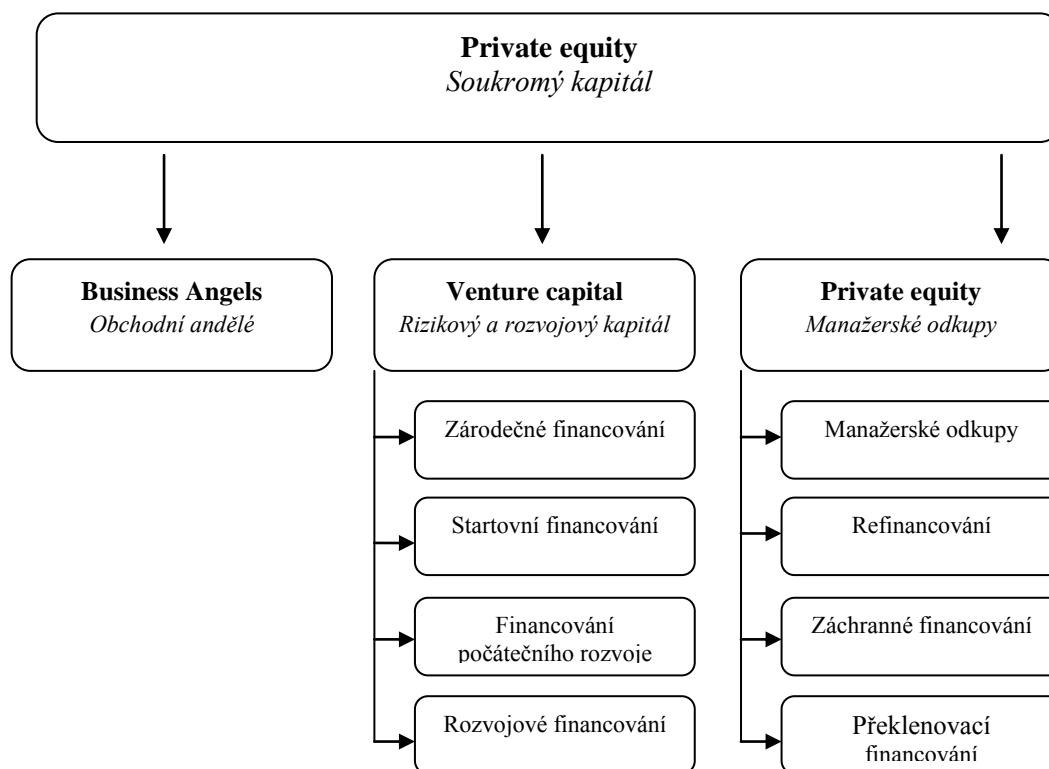 Private equity
Soukromý kapitál
Business Angels
Obchodní andělé
Venture capital
Rizikový a rozvojový kapitál
Private equity
Manažerské odkupy
Zárodečné financování
Startovní financování
Financování
počátečního rozvoje
Rozvojové financování
Manažerské odkupy
Refinancování
Záchranné financování
Překlenovací
financování